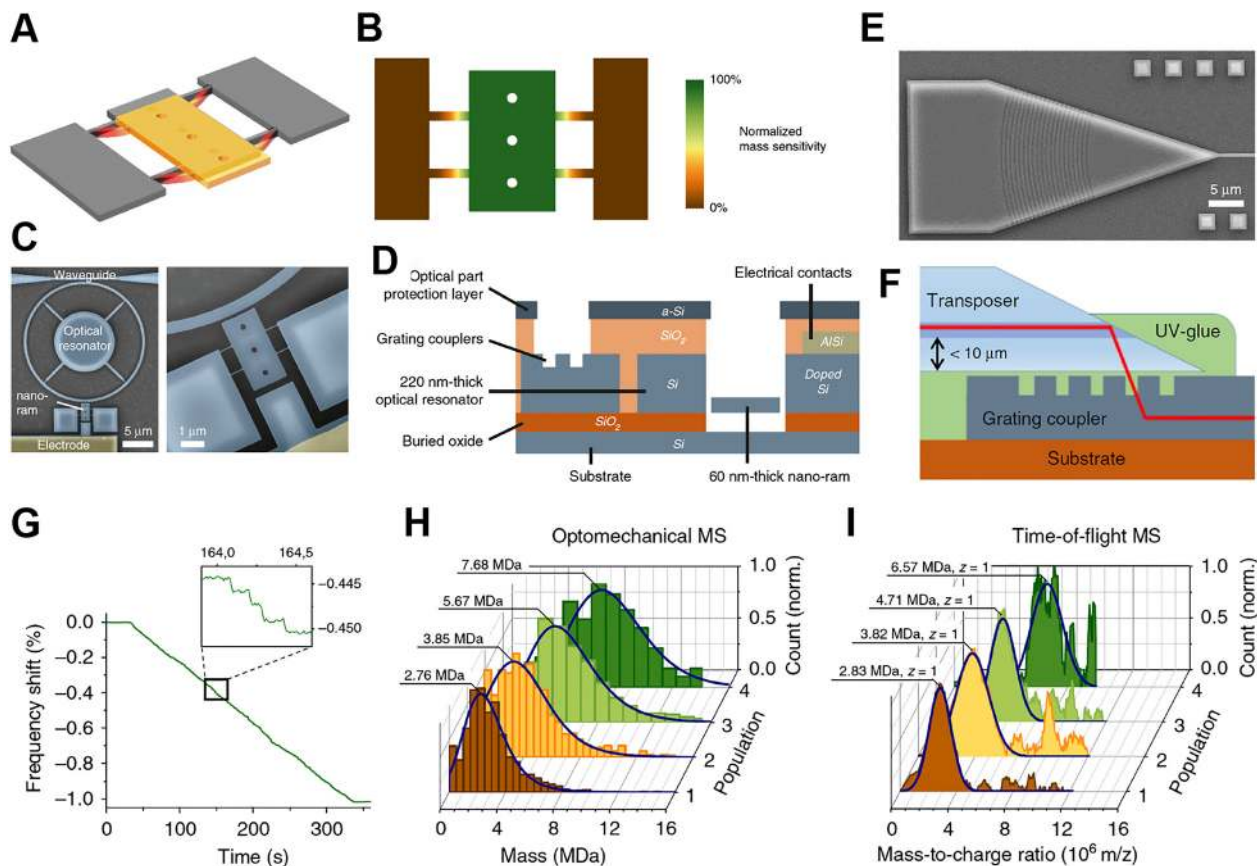 A
B
100%
Normalized
mass sensitivity
0%
E
5 µm
C
Waveguide
Optical
resonator
nano-
ram
5 µm
Electrode
1 µm
D
Optical part
protection layer
Electrical contacts
a-Si
Grating couplers
SiO2
AlSi
220 nm-thick
optical resonator
Si
Doped
Si
Buried oxide
SiO2
Si
Substrate
60 nm-thick nano-ram
F
Transposer
UV-glue
< 10 µm
Grating coupler
Substrate
G
164,0
164,5
−0.445
−0.450
0.0
−0.2
−0.4
−0.6
−0.8
−1.0
Frequency shift (%)
0
100
200
300
Time (s)
H
Optomechanical MS
7.68 MDa
5.67 MDa
3.85 MDa
2.76 MDa
1.0
0.5
0.0
Count (norm.)
4
3
2
1
Population
0
4
8
12
16
Mass (MDa)
I
Time-of-flight MS
6.57 MDa, z = 1
4.71 MDa, z = 1
3.82 MDa, z = 1
2.83 MDa, z = 1
1.0
0.5
0.0
Count (norm.)
4
3
2
1
Population
0
4
8
12
16
Mass-to-charge ratio (10⁶ m/z)